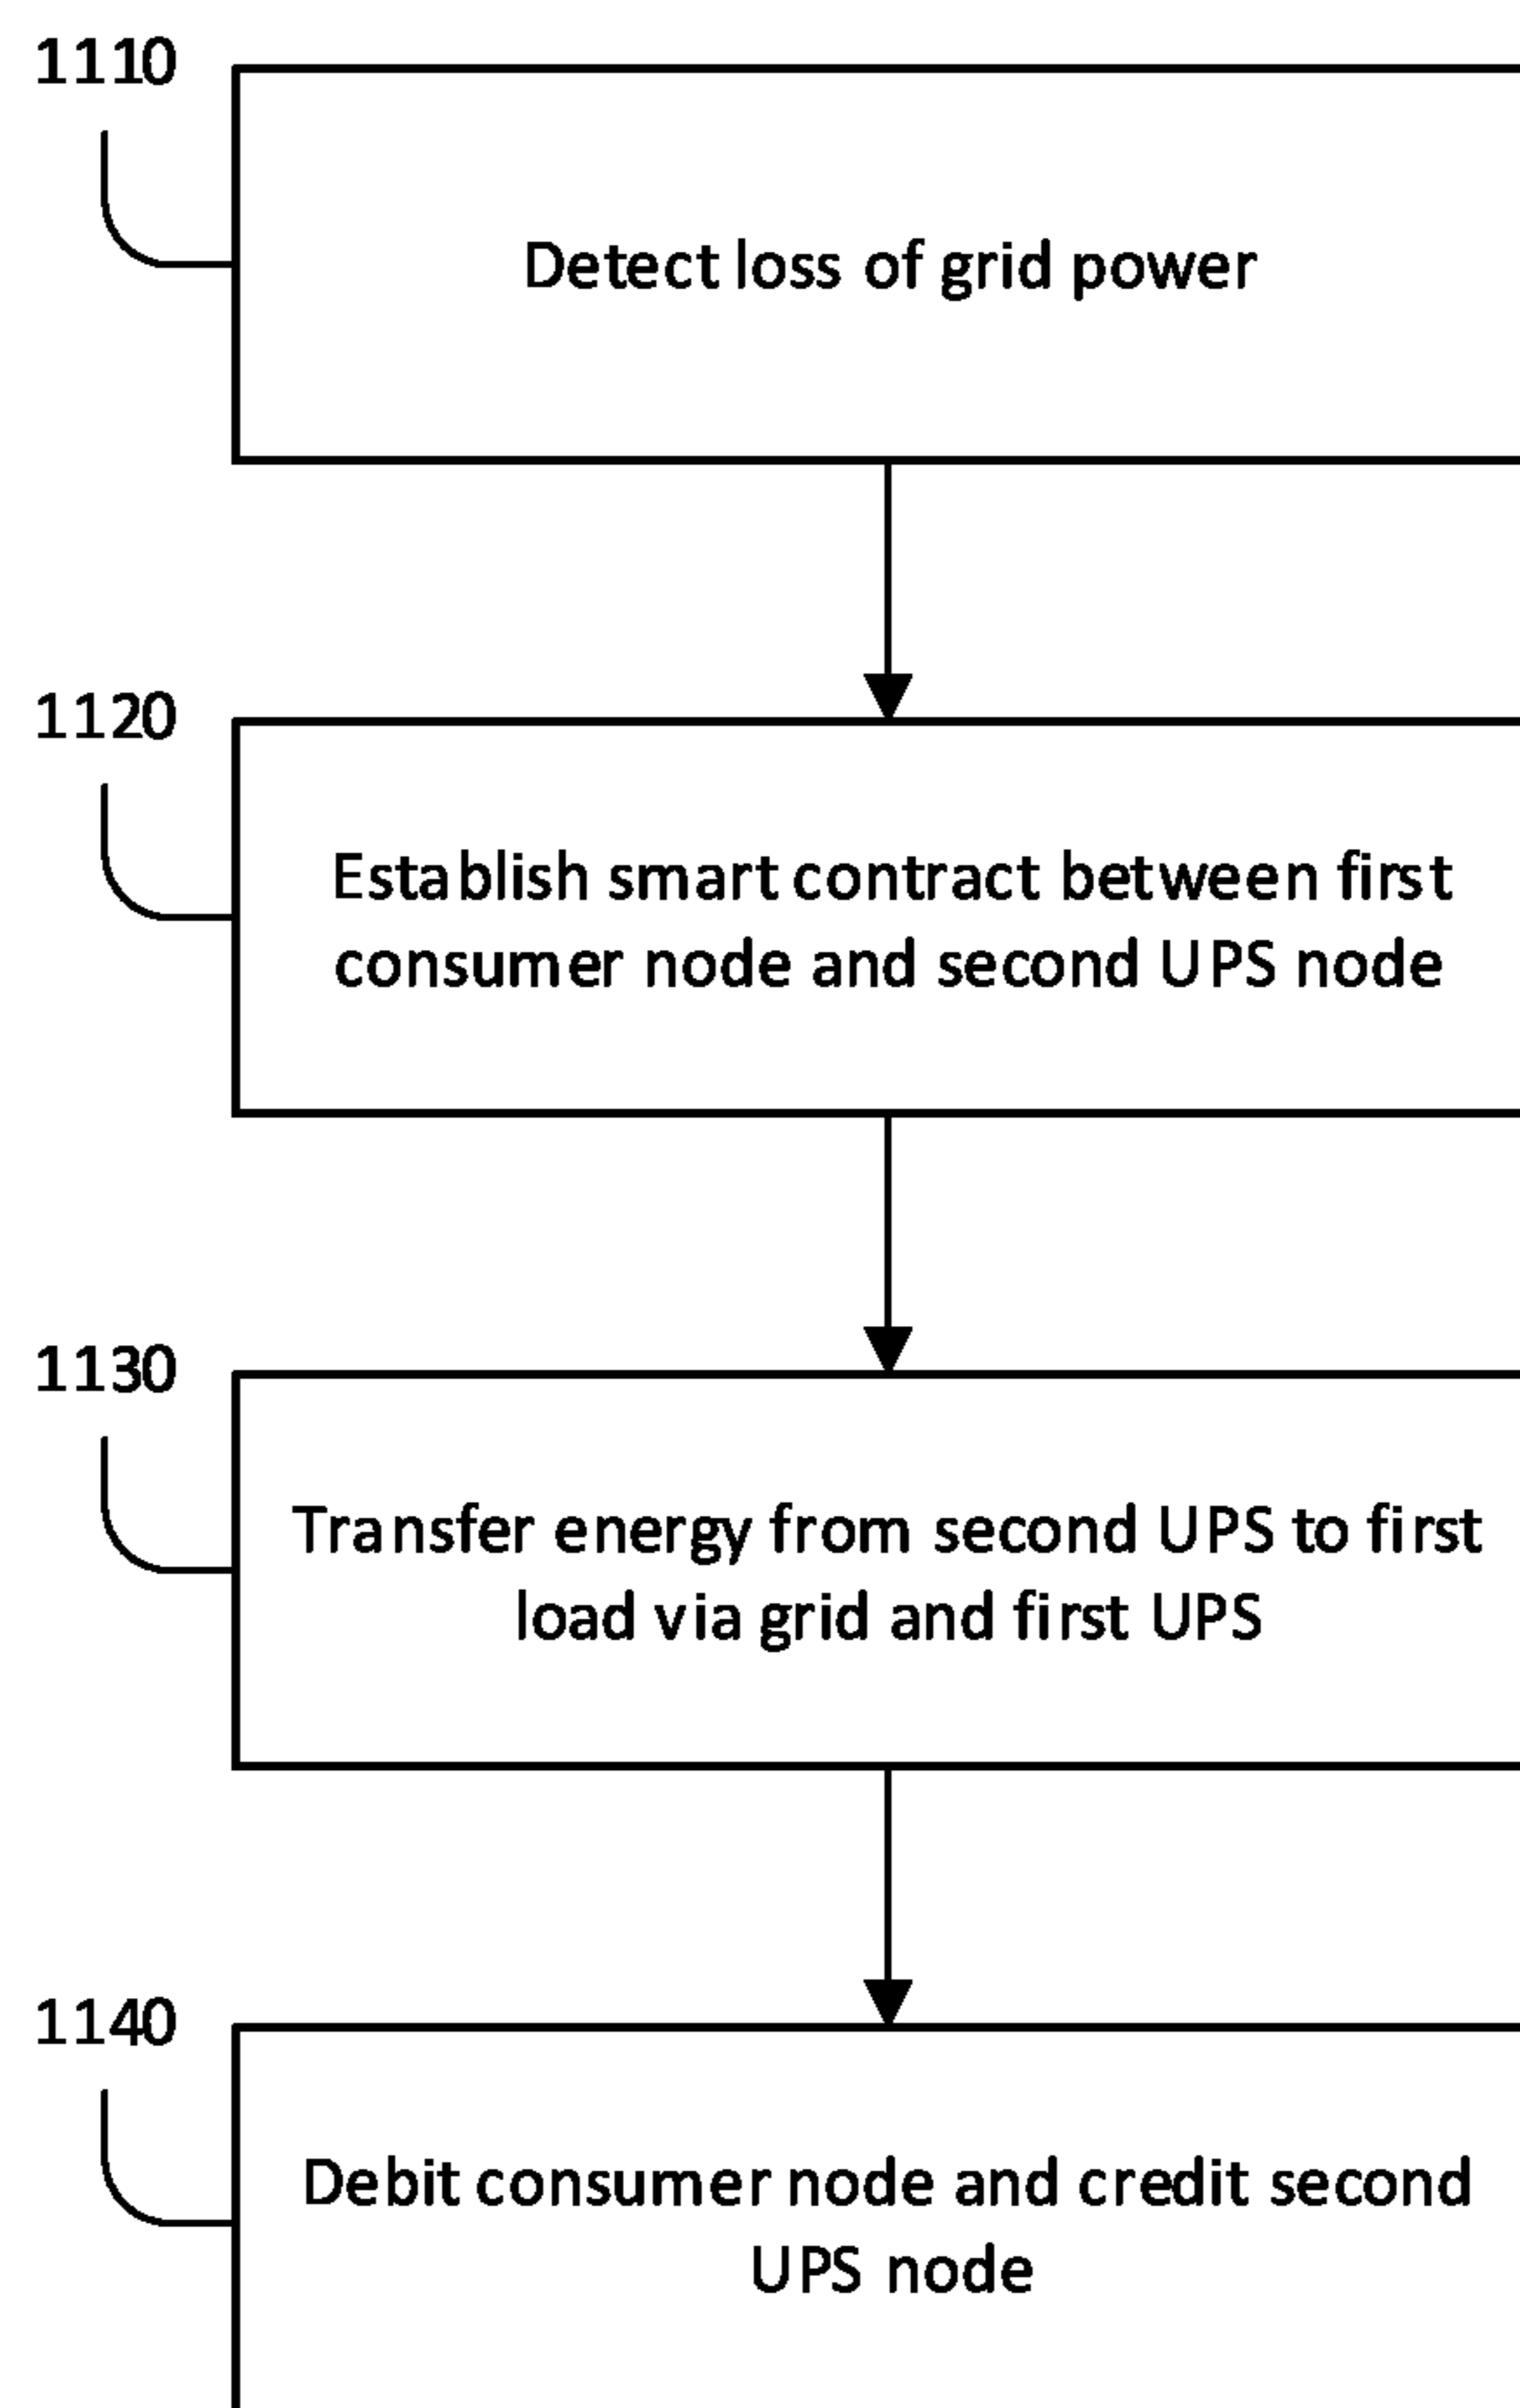 1110
Detect loss of grid power
1120
Establish smart contract between first
consumer node and second UPS node
1130
Transfer energy from second UPS to first
load via grid and first UPS
1140
Debit consumer node and credit second
UPS node